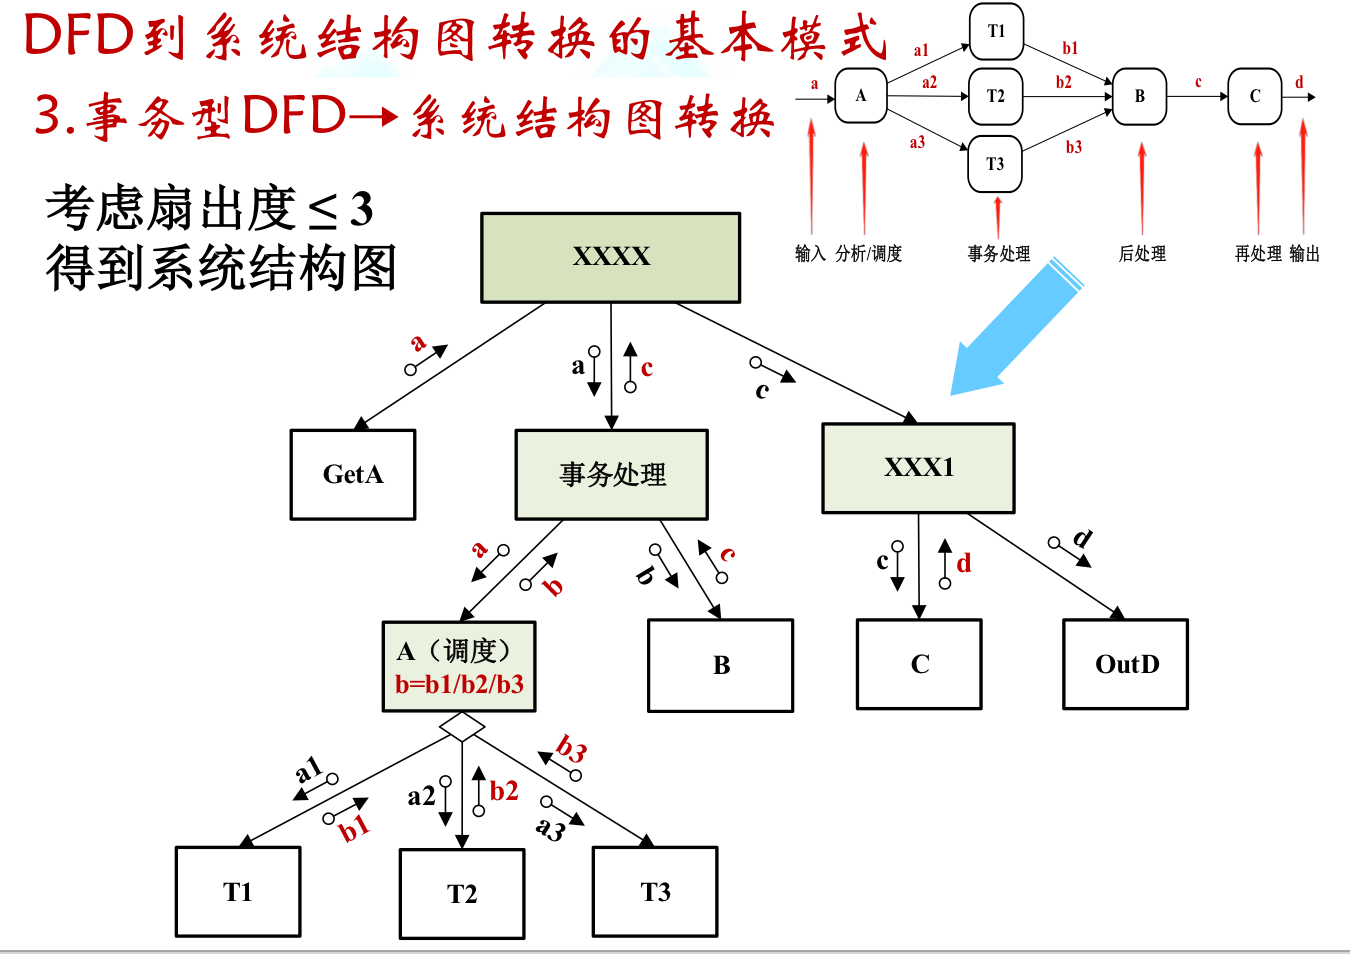 DFD到系统结构图转换的基本模式
3.事务型DFD→系统结构图转换
考虑扇出度 ≤ 3
得到系统结构图
a
A
a1
a2
a3
T1
T2
T3
b1
b2
b3
B
c
C
d
输入
分析/调度
事务处理
后处理
再处理
输出
XXXX
a
a
c
c
GetA
事务处理
XXX1
a
b
b
c
c
d
d
A（调度）
b=b1/b2/b3
B
C
OutD
a1
b1
a2
b2
b3
a3
T1
T2
T3